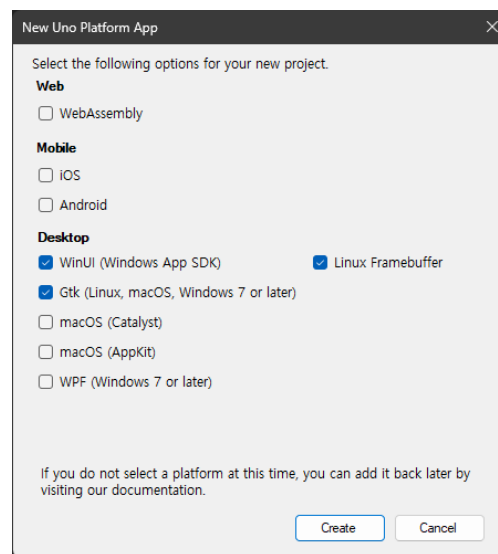 New Uno Platform App
Select the following options for your new project.
Web
WebAssembly
Mobile
iOS
Android
Desktop
WinUI (Windows App SDK)
Linux Framebuffer
Gtk (Linux, macOS, Windows 7 or later)
macOS (Catalyst)
macOS (AppKit)
WPF (Windows 7 or later)
If you do not select a platform at this time, you can add it back later by
visiting our documentation.
Create
Cancel